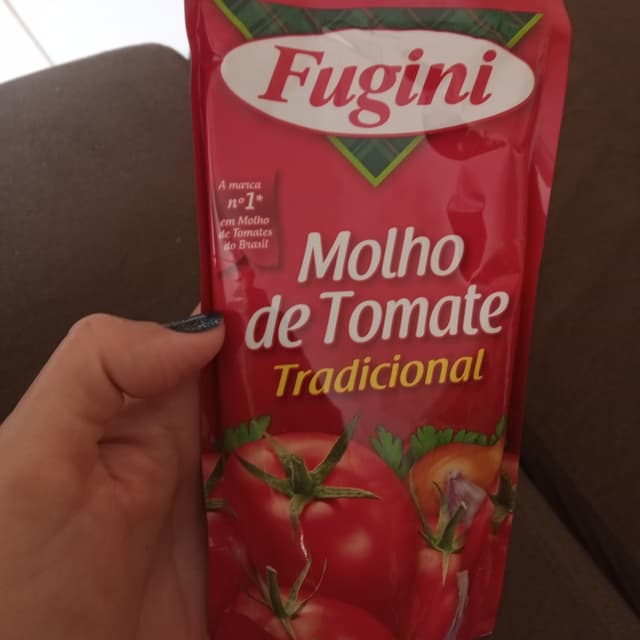 Fugini
A marca
nº1*
em Molho
de Tomates
do Brasil
Molho
de Tomate
Tradicional